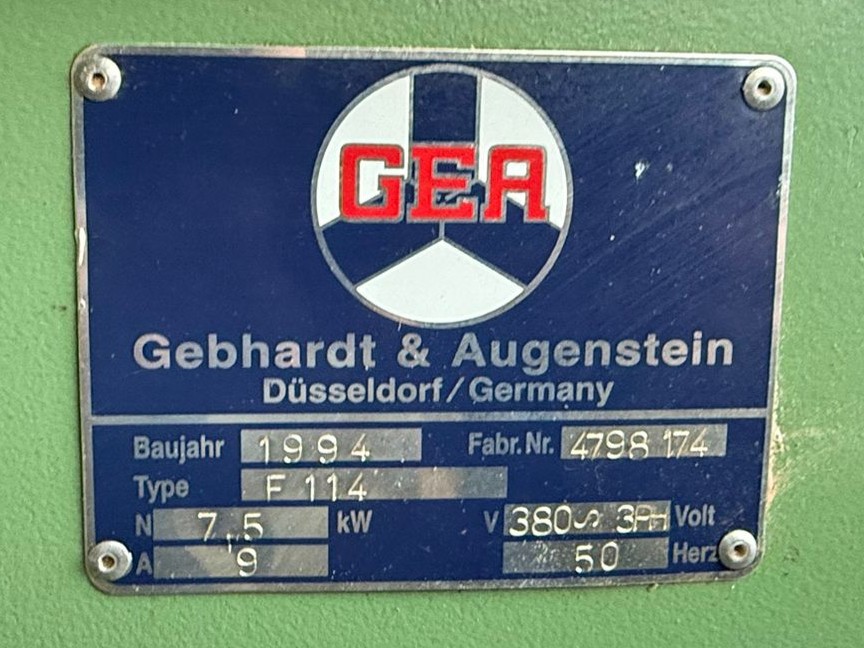 GEA
Gebhardt & Augenstein
Düsseldorf/Germany
Baujahr 1994 Fabr.Nr. 4798 174
Type F 114
N 7,5 kW V 380~ 3PH Volt
A 9 50 Herz